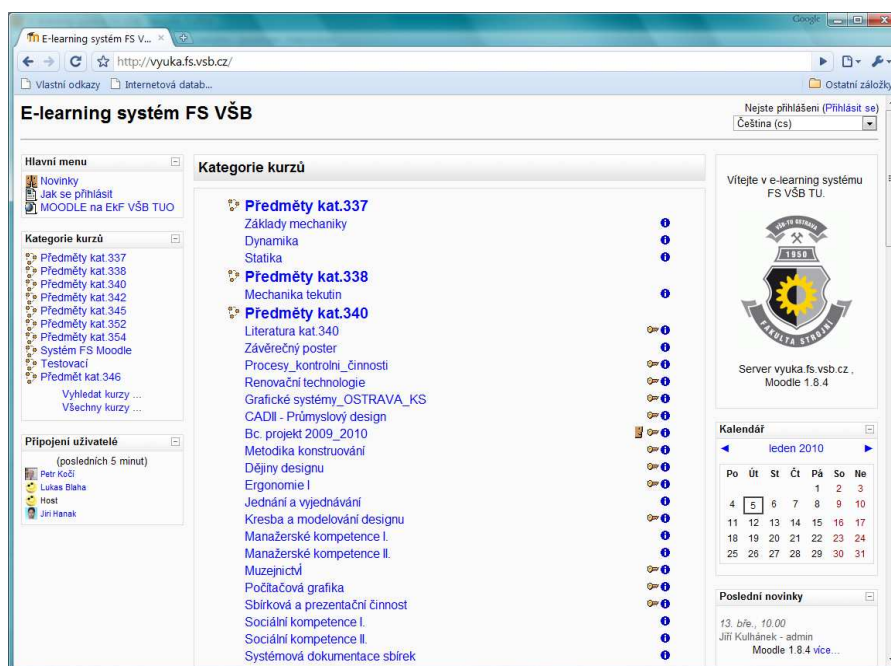 Google
E-learning systém FS V...
http://vyuka.fs.vsb.cz/
Vlastní odkazy
Internetová datab...
Ostatní záložky
E-learning systém FS VŠB
Nejste přihlášeni (Přihlásit se)
Čeština (cs)
Hlavní menu
Novinky
Jak se přihlásit
MOODLE na EkF VŠB TUO
Kategorie kurzů
Předměty kat.337
Předměty kat.338
Předměty kat.340
Předměty kat.342
Předměty kat.345
Předměty kat.352
Předměty kat.354
Systém FS Moodle
Testovací
Předmět kat.346
Vyhledat kurzy ...
Všechny kurzy ...
Připojení uživatelé
(posledních 5 minut)
Petr Kočí
Lukas Blaha
Host
Jiri Hanak
Kategorie kurzů
Předměty kat.337
Základy mechaniky
Dynamika
Statika
Předměty kat.338
Mechanika tekutin
Předměty kat.340
Literatura kat.340
Závěrečný poster
Procesy_kontrolni_činnosti
Renovační technologie
Grafické systémy_OSTRAVA_KS
CADII - Průmyslový design
Bc. projekt 2009_2010
Metodika konstruování
Dějiny designu
Ergonomie I
Jednání a vyjednávání
Kresba a modelování designu
Manažerské kompetence I.
Manažerské kompetence II.
Muzejnictví
Počítačová grafika
Sbírková a prezentační činnost
Sociální kompetence I.
Sociální kompetence II.
Systémová dokumentace sbírek
Vítejte v e-learning systému
FS VŠB TU.
VŠB-TU OSTRAVA
1950
FAKULTA STROJNÍ
Server vyuka.fs.vsb.cz ,
Moodle 1.8.4
Kalendář
leden 2010
Po Út St Čt Pá So Ne
1 2 3
4 5 6 7 8 9 10
11 12 13 14 15 16 17
18 19 20 21 22 23 24
25 26 27 28 29 30 31
Poslední novinky
13. bře., 10.00
Jiří Kulhánek - admin
Moodle 1.8.4 více...